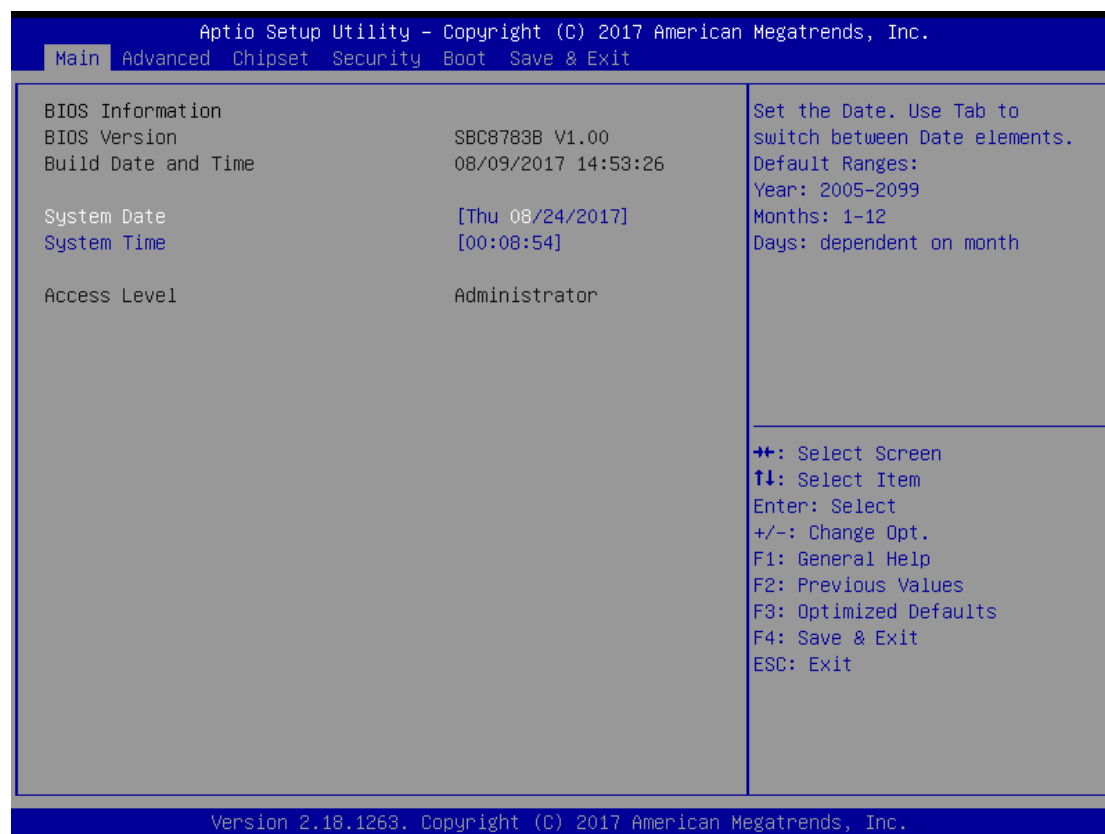 Aptio Setup Utility – Copyright (C) 2017 American Megatrends, Inc.
Main Advanced Chipset Security Boot Save & Exit
BIOS Information
BIOS Version SBC8783B V1.00
Build Date and Time 08/09/2017 14:53:26
System Date [Thu 08/24/2017]
System Time [00:08:54]
Access Level Administrator
Set the Date. Use Tab to
switch between Date elements.
Default Ranges:
Year: 2005-2099
Months: 1-12
Days: dependent on month
→←: Select Screen
↑↓: Select Item
Enter: Select
+/-: Change Opt.
F1: General Help
F2: Previous Values
F3: Optimized Defaults
F4: Save & Exit
ESC: Exit
Version 2.18.1263. Copyright (C) 2017 American Megatrends, Inc.